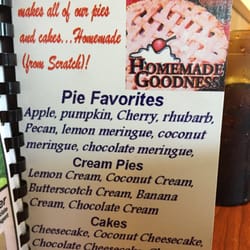 makes all of our pies
and cakes...Homemade
(from Scratch)!
HOMEMADE
GOODNESS
Pie Favorites
Apple, pumpkin, Cherry, rhubarb,
Pecan, lemon meringue, coconut
meringue, chocolate meringue,
Cream Pies
Lemon Cream, Coconut Cream,
Butterscotch Cream, Banana
Cream, Chocolate Cream
Cakes
Cheesecake, Coconut Cheesecake,
Chocolate Cheesecake,